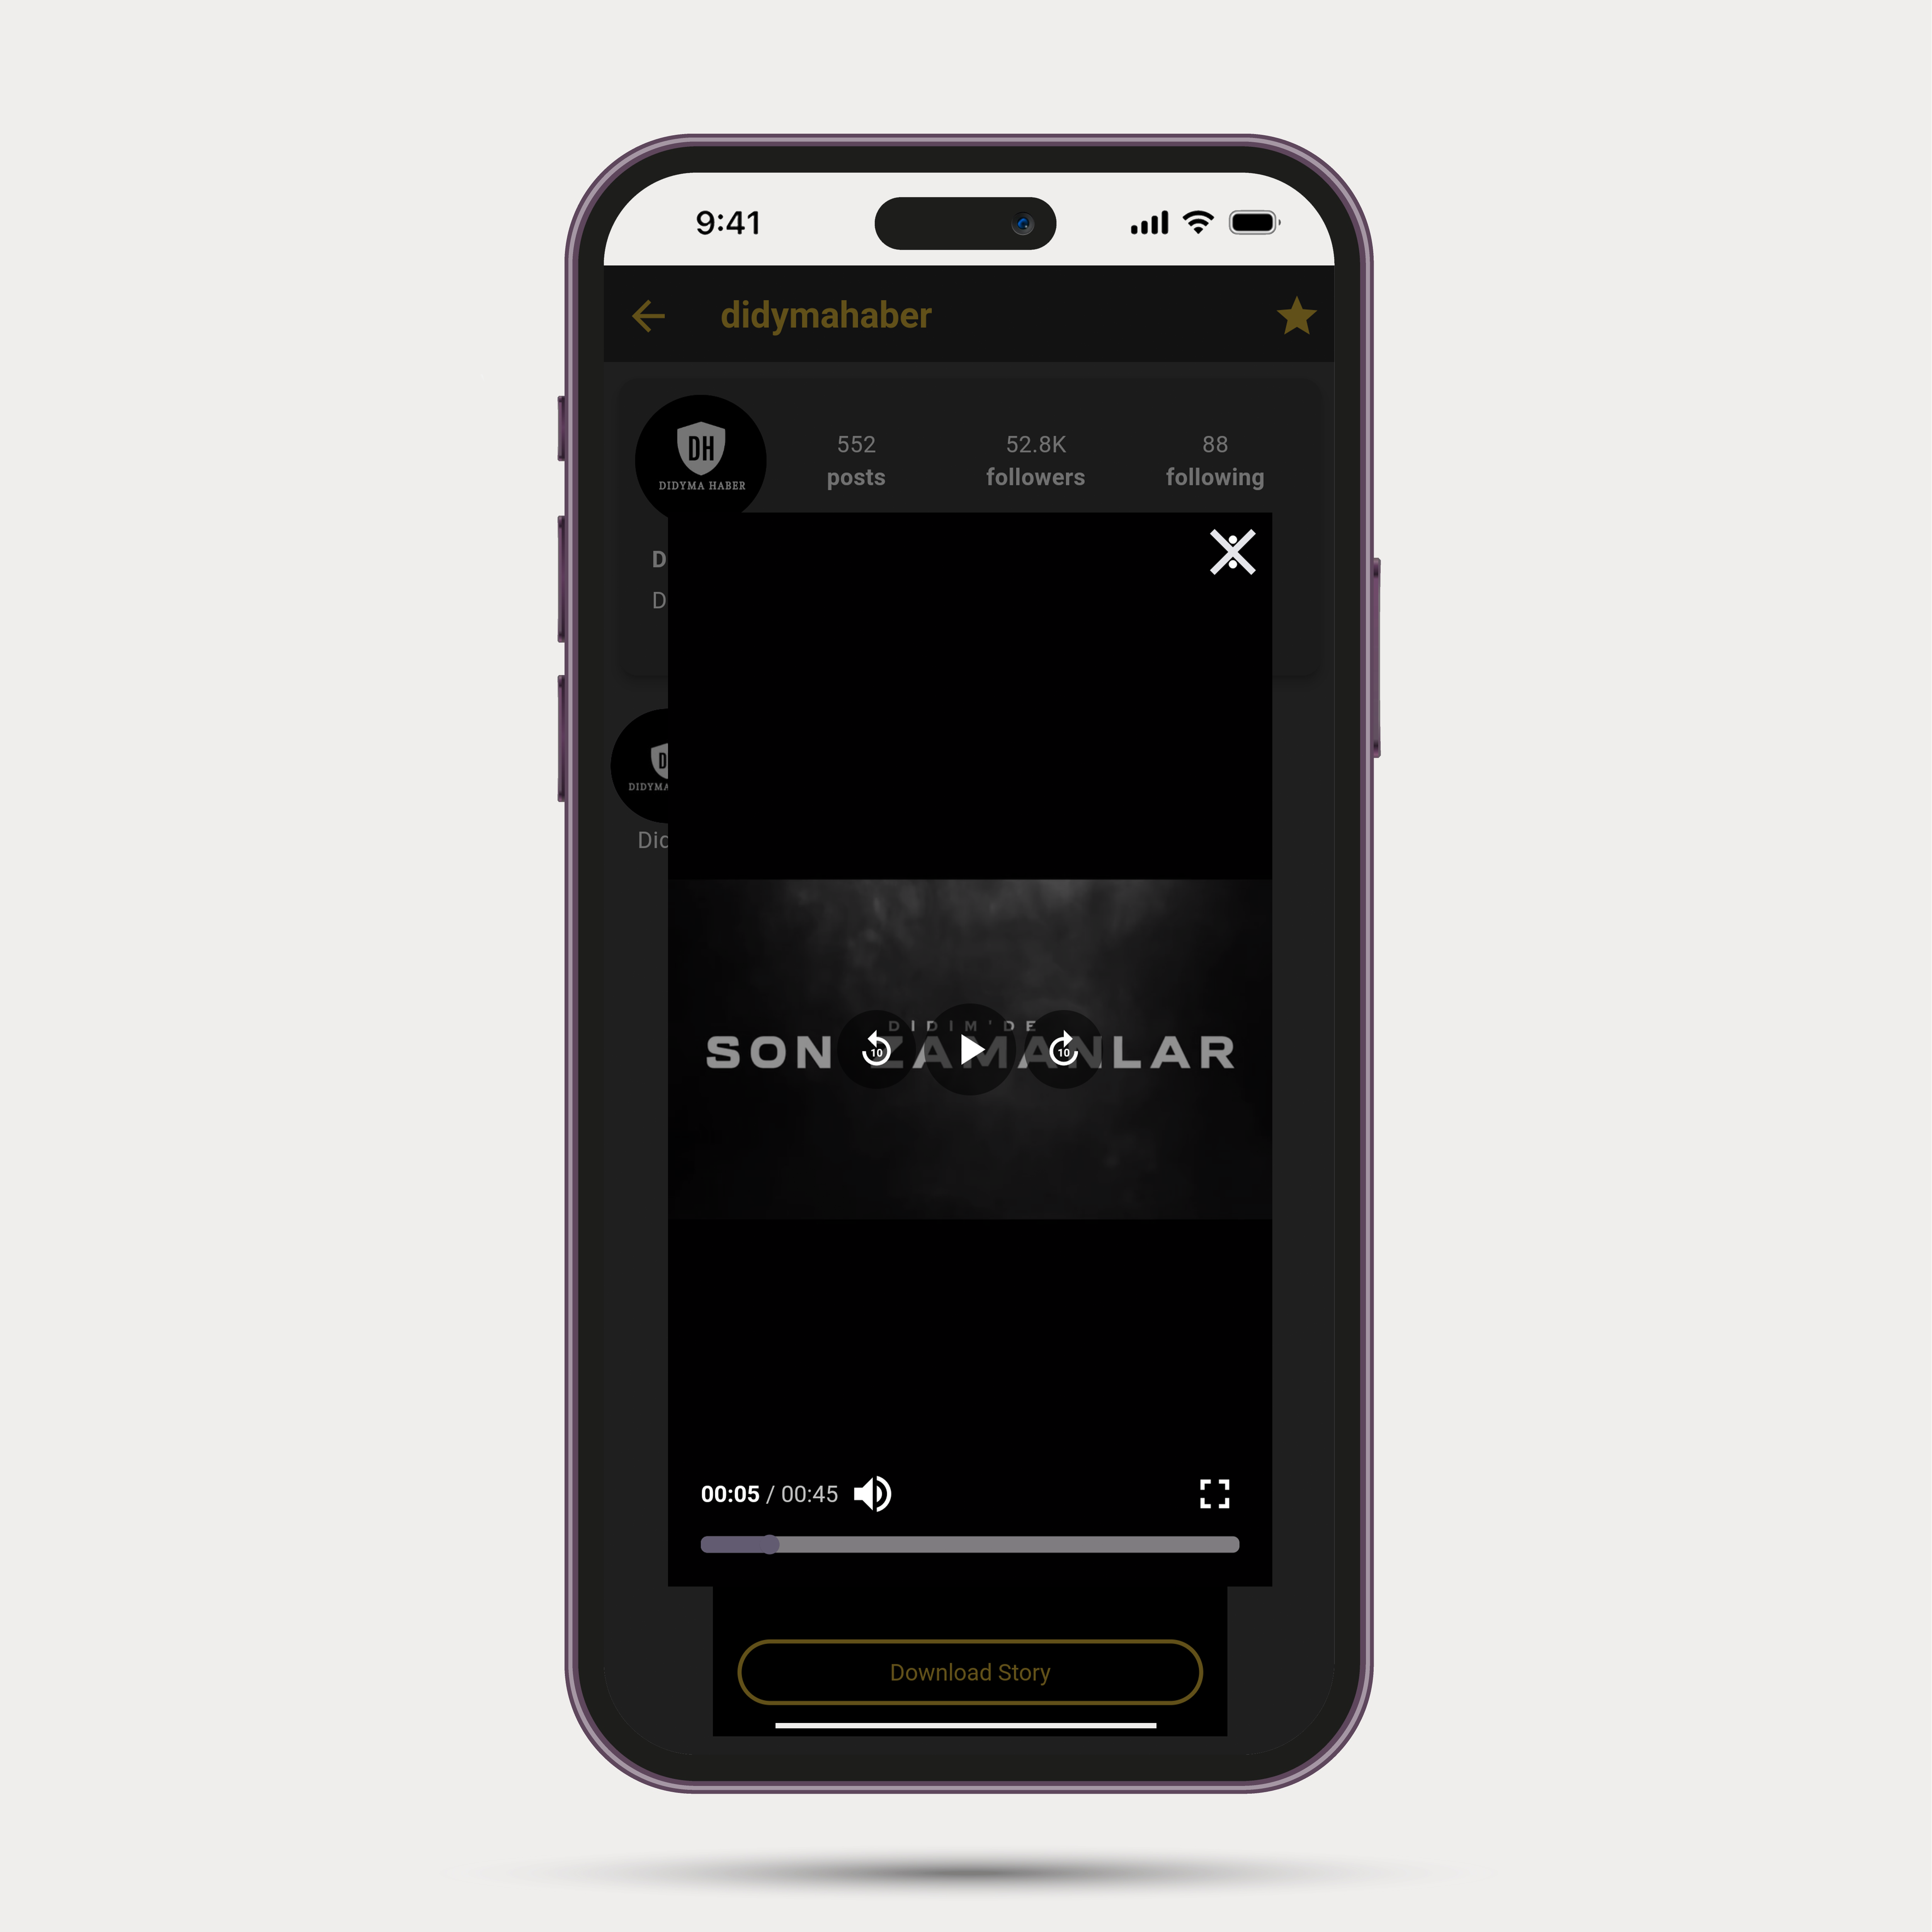 9:41
didymahaber
DH
DIDYMA HABER
552
posts
52.8K
followers
88
following
D
D
D
DIDYMA
Dic
DIDIM'DE
SON ZAMANLAR
10
10
00:05 / 00:45
Download Story